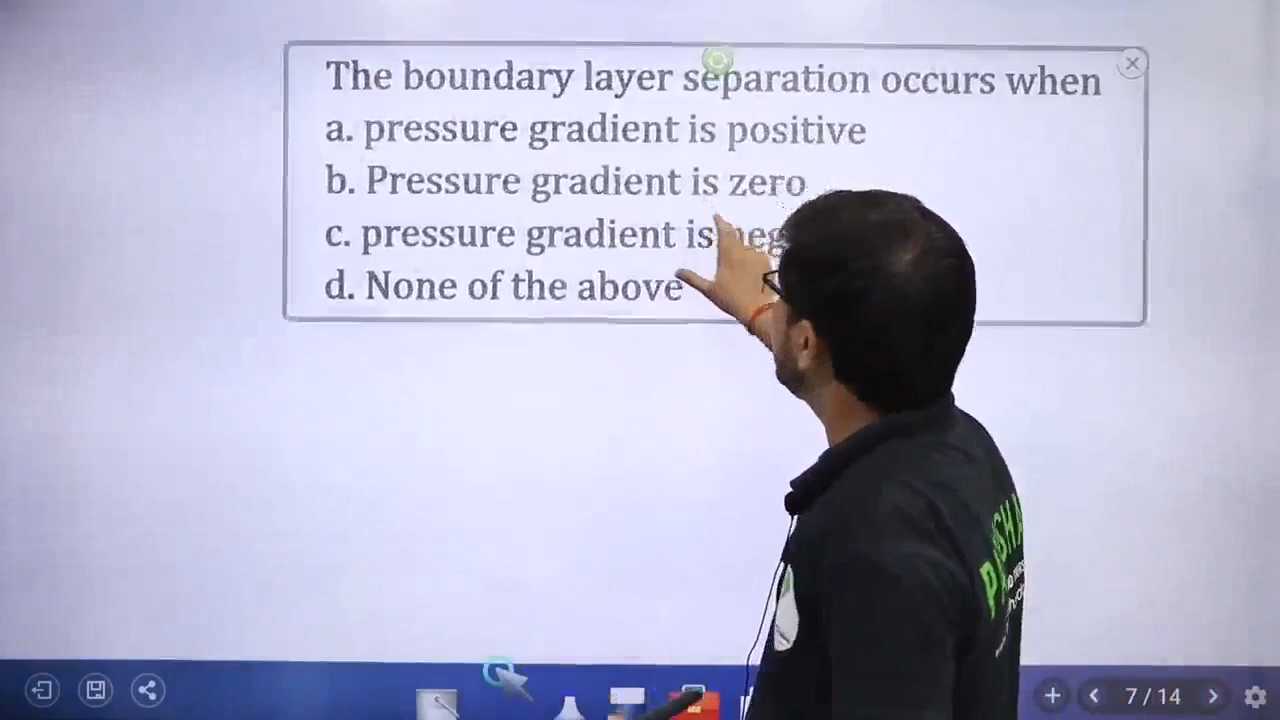 The boundary layer separation occurs when
a. pressure gradient is positive
b. Pressure gradient is zero
c. pressure gradient is
d. None of the above
7 / 14